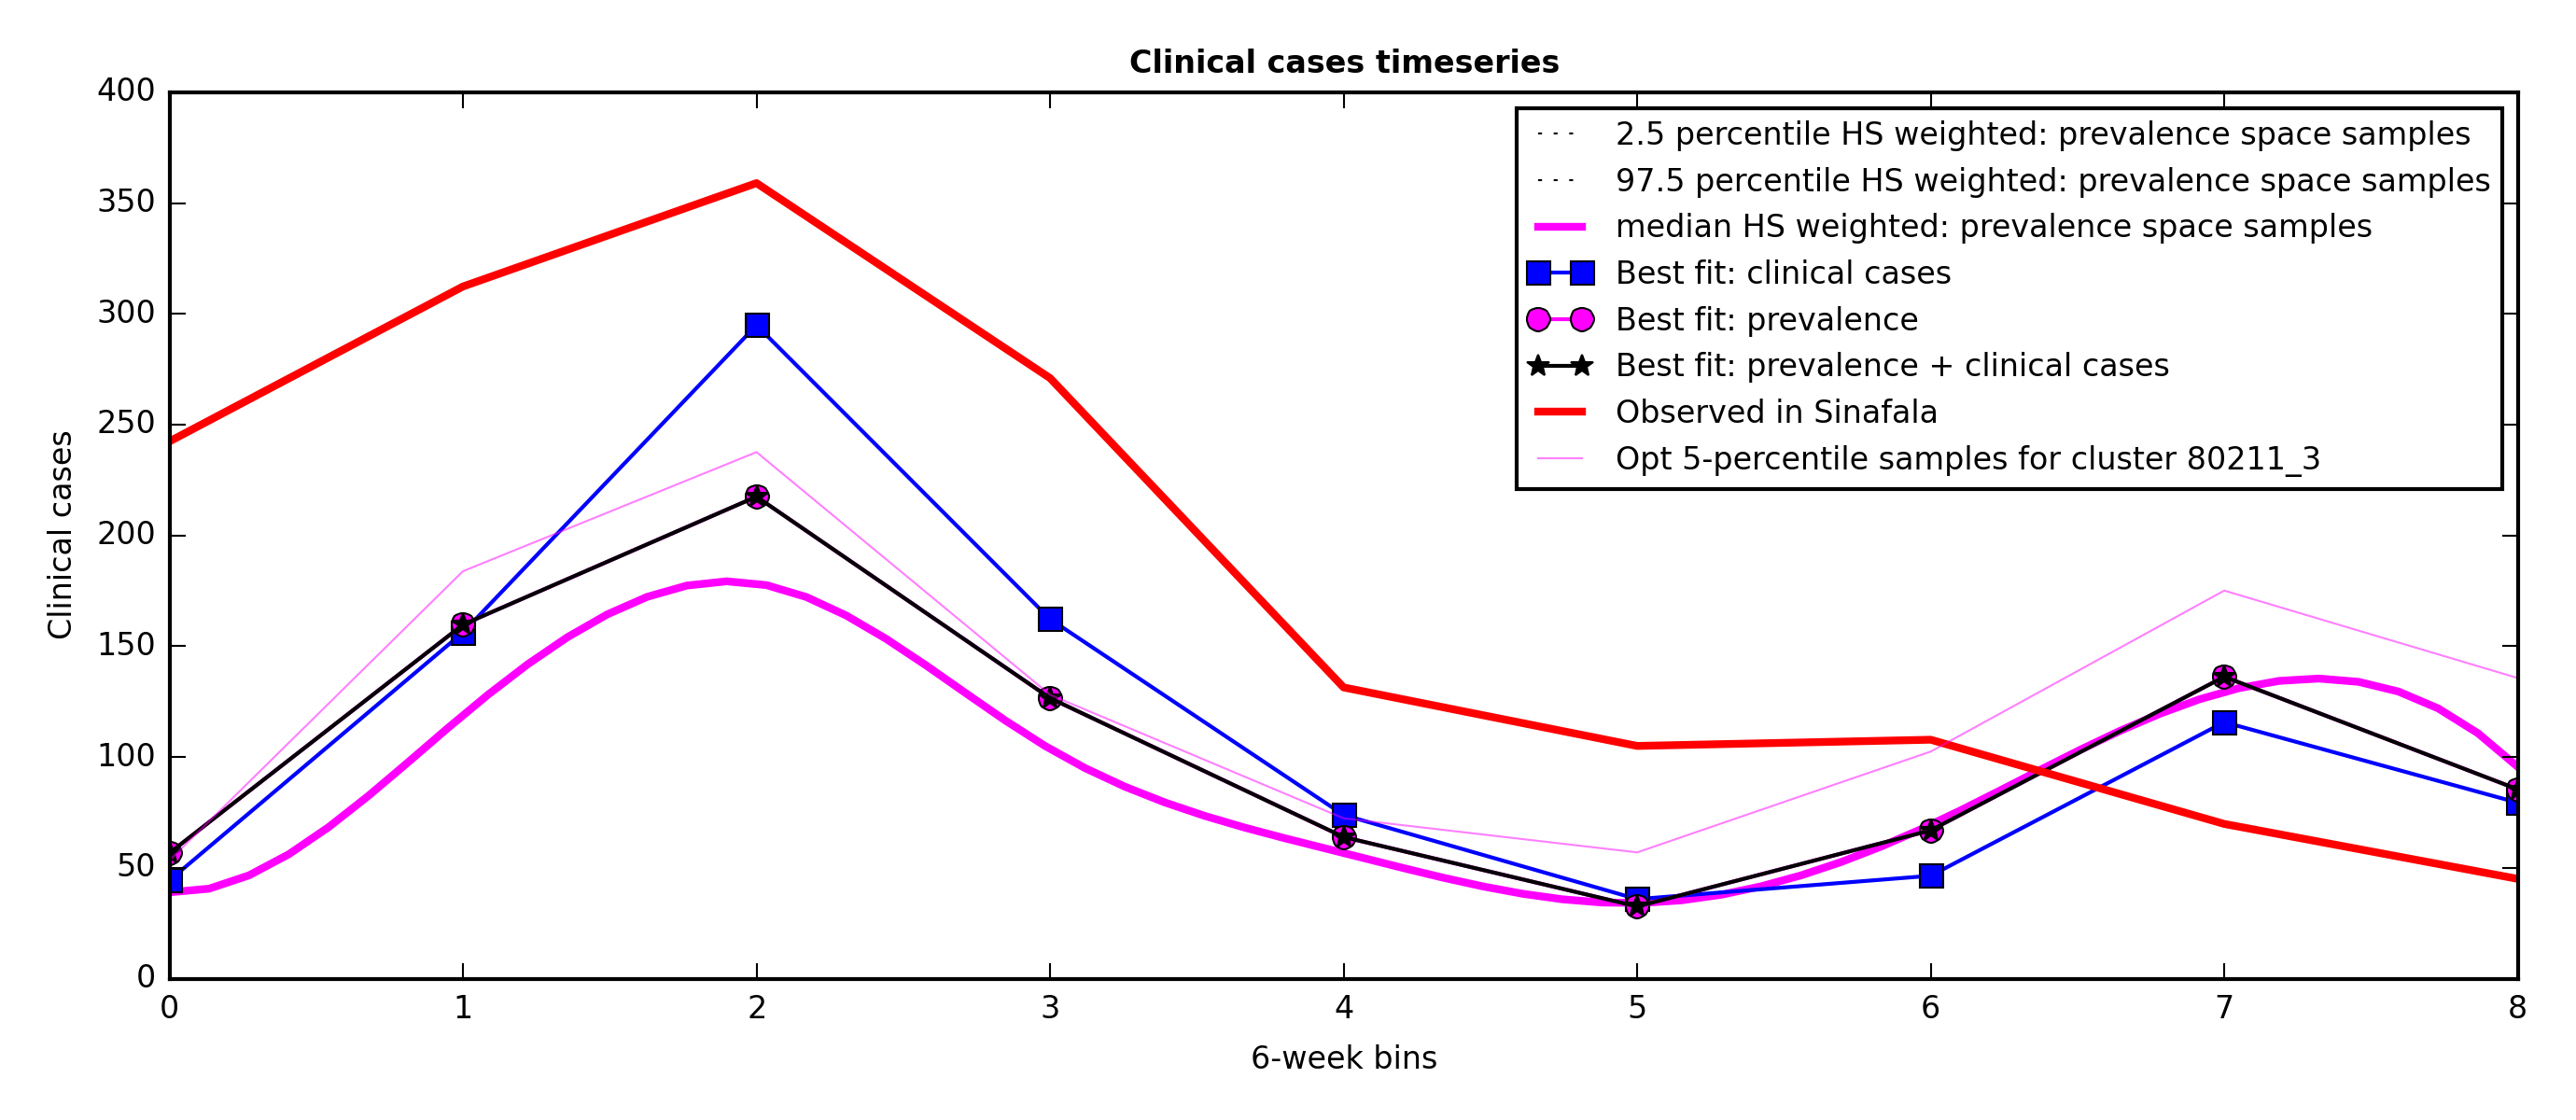 Clinical cases timeseries
400
350
300
250
200
150
100
50
0
Clinical cases
2.5 percentile HS weighted: prevalence space samples
97.5 percentile HS weighted: prevalence space samples
median HS weighted: prevalence space samples
Best fit: clinical cases
Best fit: prevalence
Best fit: prevalence + clinical cases
Observed in Sinafala
Opt 5-percentile samples for cluster 80211_3
0 1 2 3 4 5 6 7 8
6-week bins